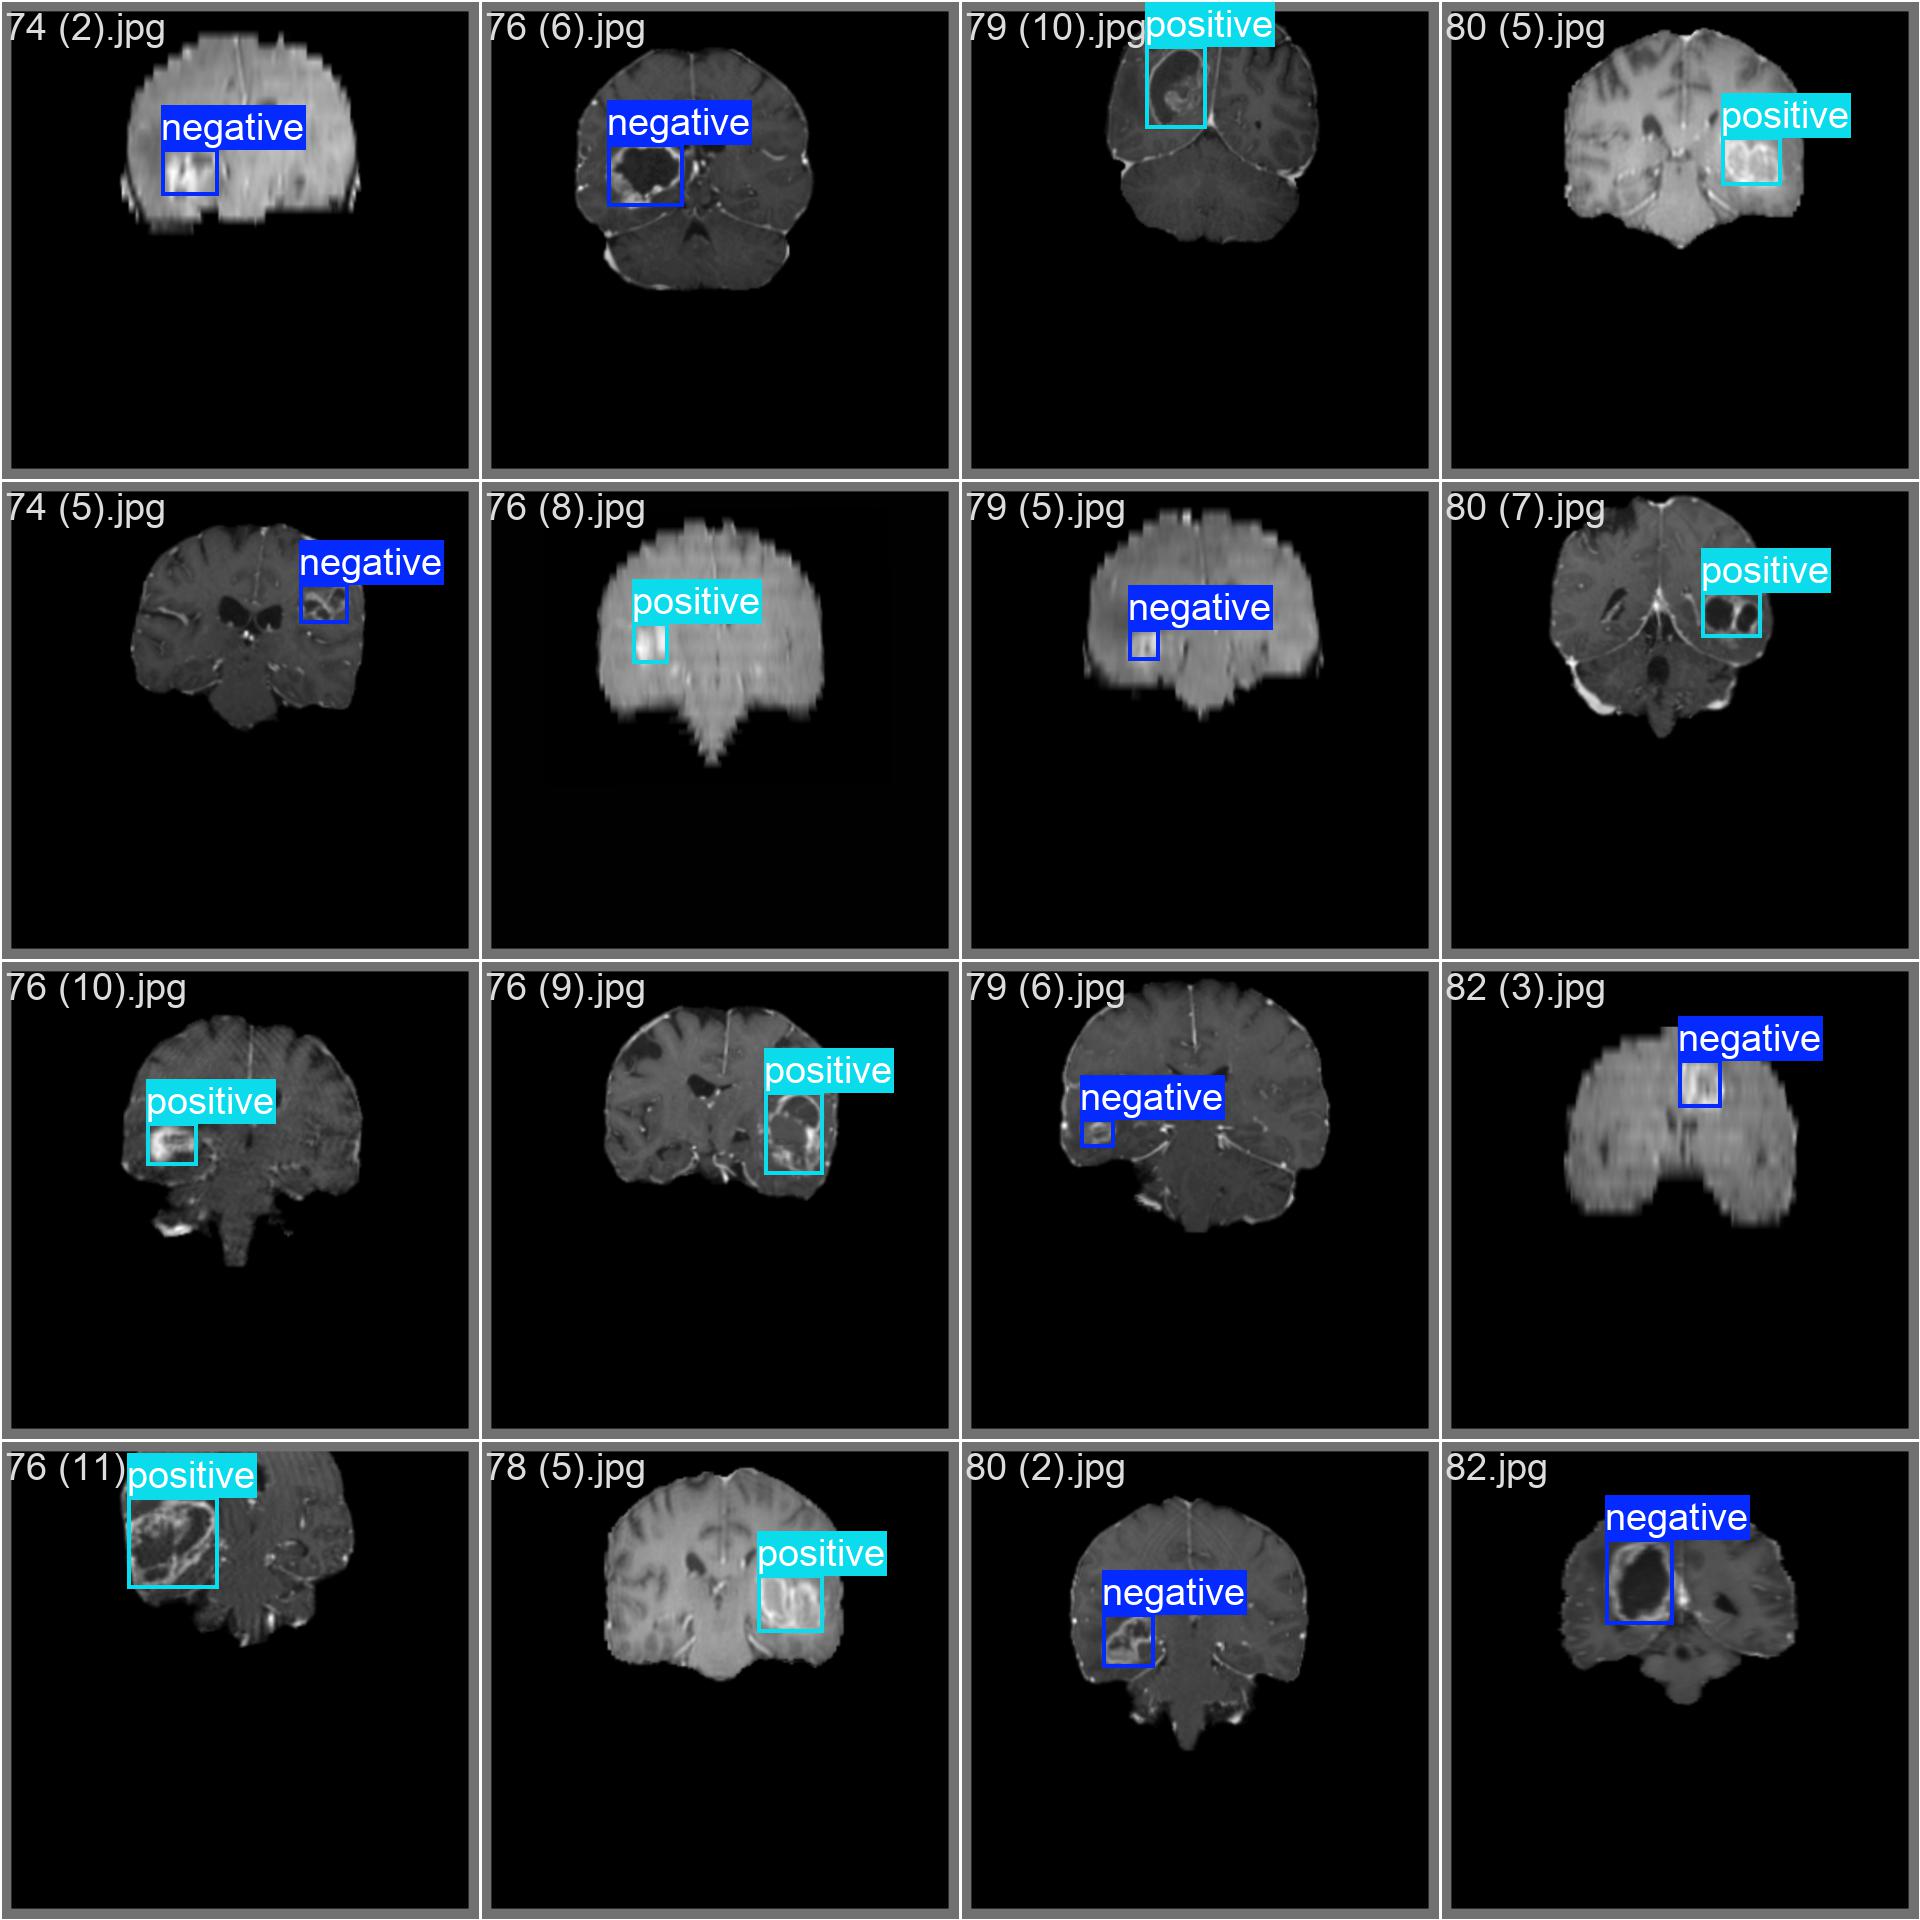 74 (2).jpg
negative
76 (6).jpg
negative
79 (10).jpg
positive
80 (5).jpg
positive
74 (5).jpg
negative
76 (8).jpg
positive
79 (5).jpg
negative
80 (7).jpg
positive
76 (10).jpg
positive
76 (9).jpg
positive
79 (6).jpg
negative
82 (3).jpg
negative
76 (11)
positive
78 (5).jpg
positive
80 (2).jpg
negative
82.jpg
negative